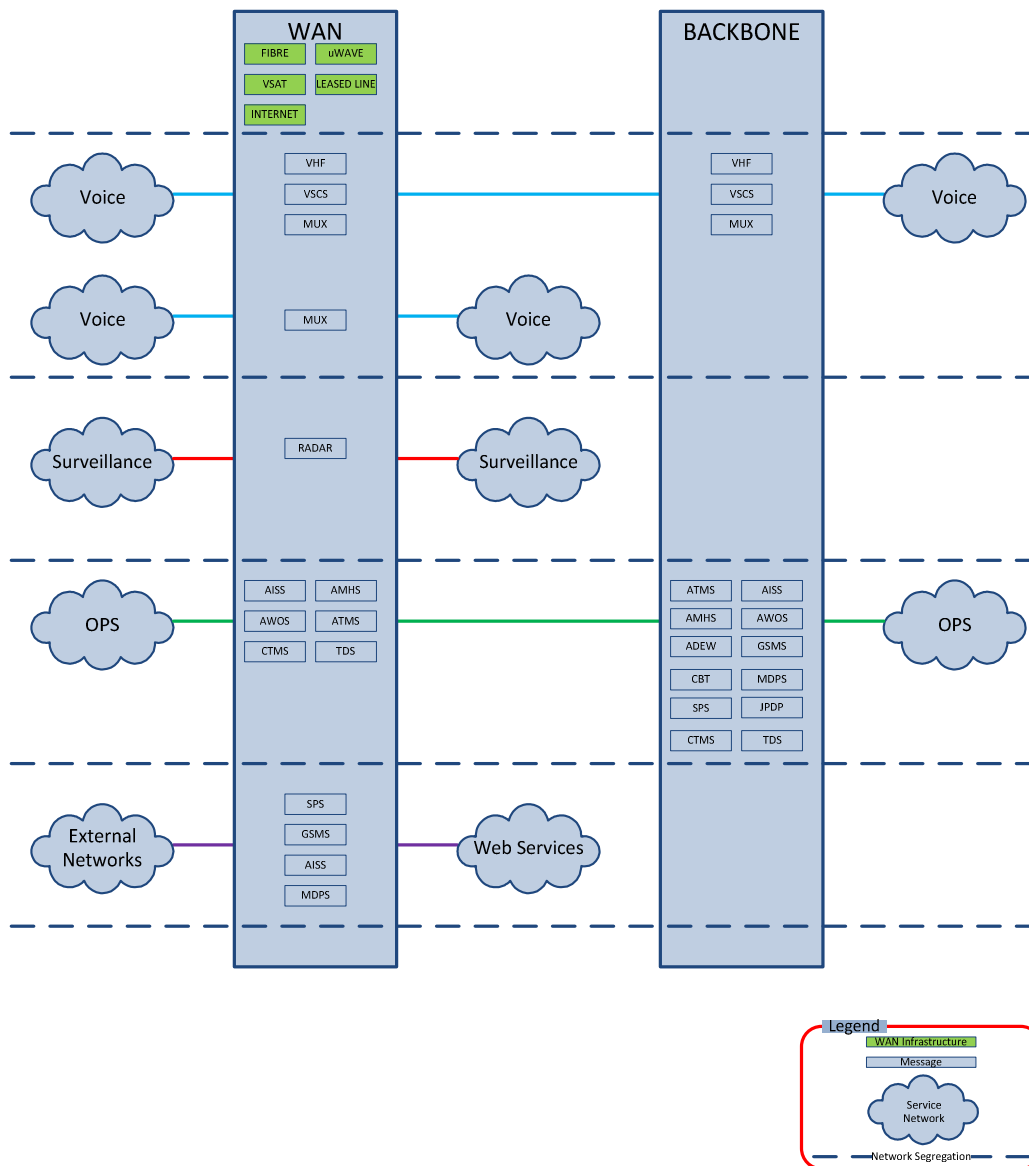 WAN
BACKBONE
FIBRE
uWAVE
VSAT
LEASED LINE
INTERNET
VHF
VHF
Voice
VSCS
VSCS
Voice
MUX
MUX
Voice
MUX
Voice
RADAR
Surveillance
Surveillance
AISS
AMHS
ATMS
AISS
OPS
AWOS
ATMS
AMHS
AWOS
OPS
CTMS
TDS
ADEW
GSMS
CBT
MDPS
SPS
JPDP
CTMS
TDS
SPS
External
Networks
GSMS
Web Services
AISS
MDPS
Legend
WAN Infrastructure
Message
Service
Network
Network Segregation